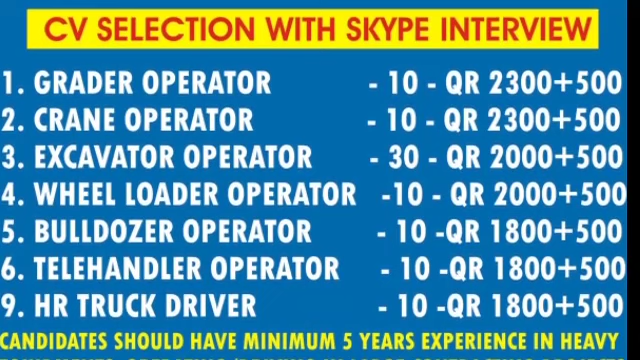 CV SELECTION WITH SKYPE INTERVIEW
1. GRADER OPERATOR - 10 - QR 2300+500
2. CRANE OPERATOR - 10 - QR 2300+500
3. EXCAVATOR OPERATOR - 30 - QR 2000+500
4. WHEEL LOADER OPERATOR -10 - QR 2000+500
5. BULLDOZER OPERATOR - 10 -QR 1800+500
6. TELEHANDLER OPERATOR - 10 -QR 1800+500
9. HR TRUCK DRIVER - 10 -QR 1800+500
CANDIDATES SHOULD HAVE MINIMUM 5 YEARS EXPERIENCE IN HEAVY